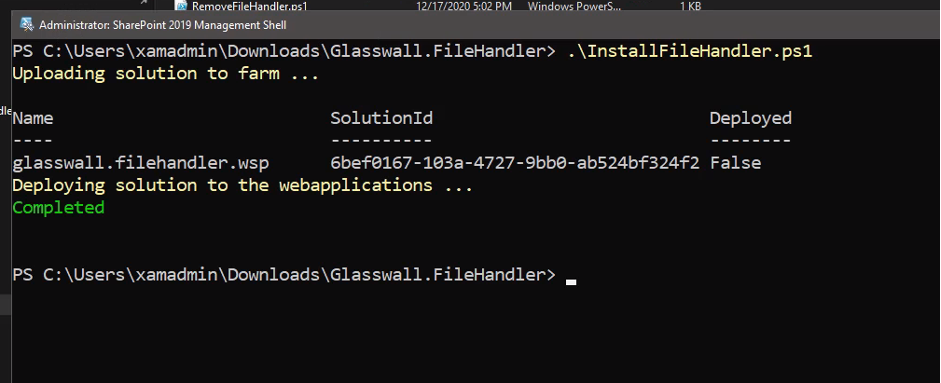 RemoveFileHandler.ps1 12/17/2020 5:02 PM Windows PowerS... 1 KB
Administrator: SharePoint 2019 Management Shell
PS C:\Users\xamadmin\Downloads\Glasswall.FileHandler> .\InstallFileHandler.ps1
Uploading solution to farm ...
Name SolutionId Deployed
---- ---------- --------
glasswall.filehandler.wsp 6bef0167-103a-4727-9bb0-ab524bf324f2 False
Deploying solution to the webapplications ...
Completed
PS C:\Users\xamadmin\Downloads\Glasswall.FileHandler>